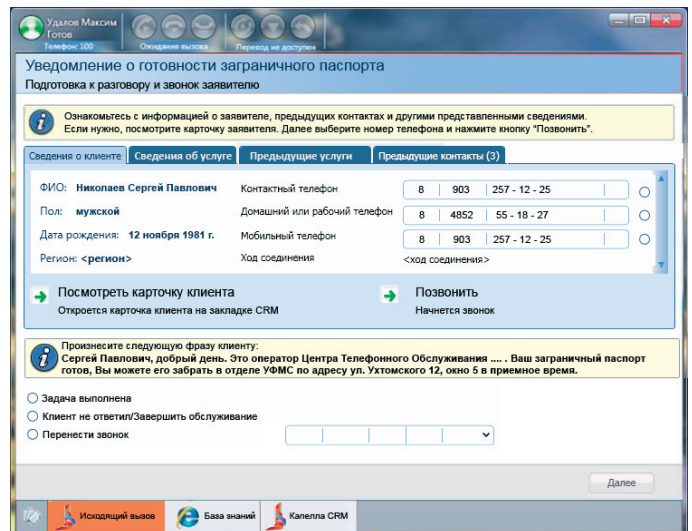 Удалов Максим
Готов
Телефон: 100
Ожидание вызова
Перевод не доступен
Уведомление о готовности заграничного паспорта
Подготовка к разговору и звонок заявителю
Ознакомьтесь с информацией о заявителе, предыдущих контактах и другими представленными сведениями.
Если нужно, посмотрите карточку заявителя. Далее выберите номер телефона и нажмите кнопку "Позвонить".
Сведения о клиенте Сведения об услуге Предыдущие услуги Предыдущие контакты (3)
ФИО: Николаев Сергей Павлович Контактный телефон 8 903 257 - 12 - 25
Пол: мужской Домашний или рабочий телефон 8 4852 55 - 18 - 27
Дата рождения: 12 ноября 1981 г. Мобильный телефон 8 903 257 - 12 - 25
Регион: <регион> Ход соединения <ход соединения>
Посмотреть карточку клиента Позвонить
Откроется карточка клиента на закладке CRM Начнется звонок
Произнесите следующую фразу клиенту:
Сергей Павлович, добрый день. Это оператор Центра Телефонного Обслуживания .... . Ваш заграничный паспорт
готов, Вы можете его забрать в отделе УФМС по адресу ул. Ухтомского 12, окно 5 в приемное время.
Задача выполнена
Клиент не ответил/Завершить обслуживание
Перенести звонок
Далее
Исходящий вызов База знаний Капелла CRM